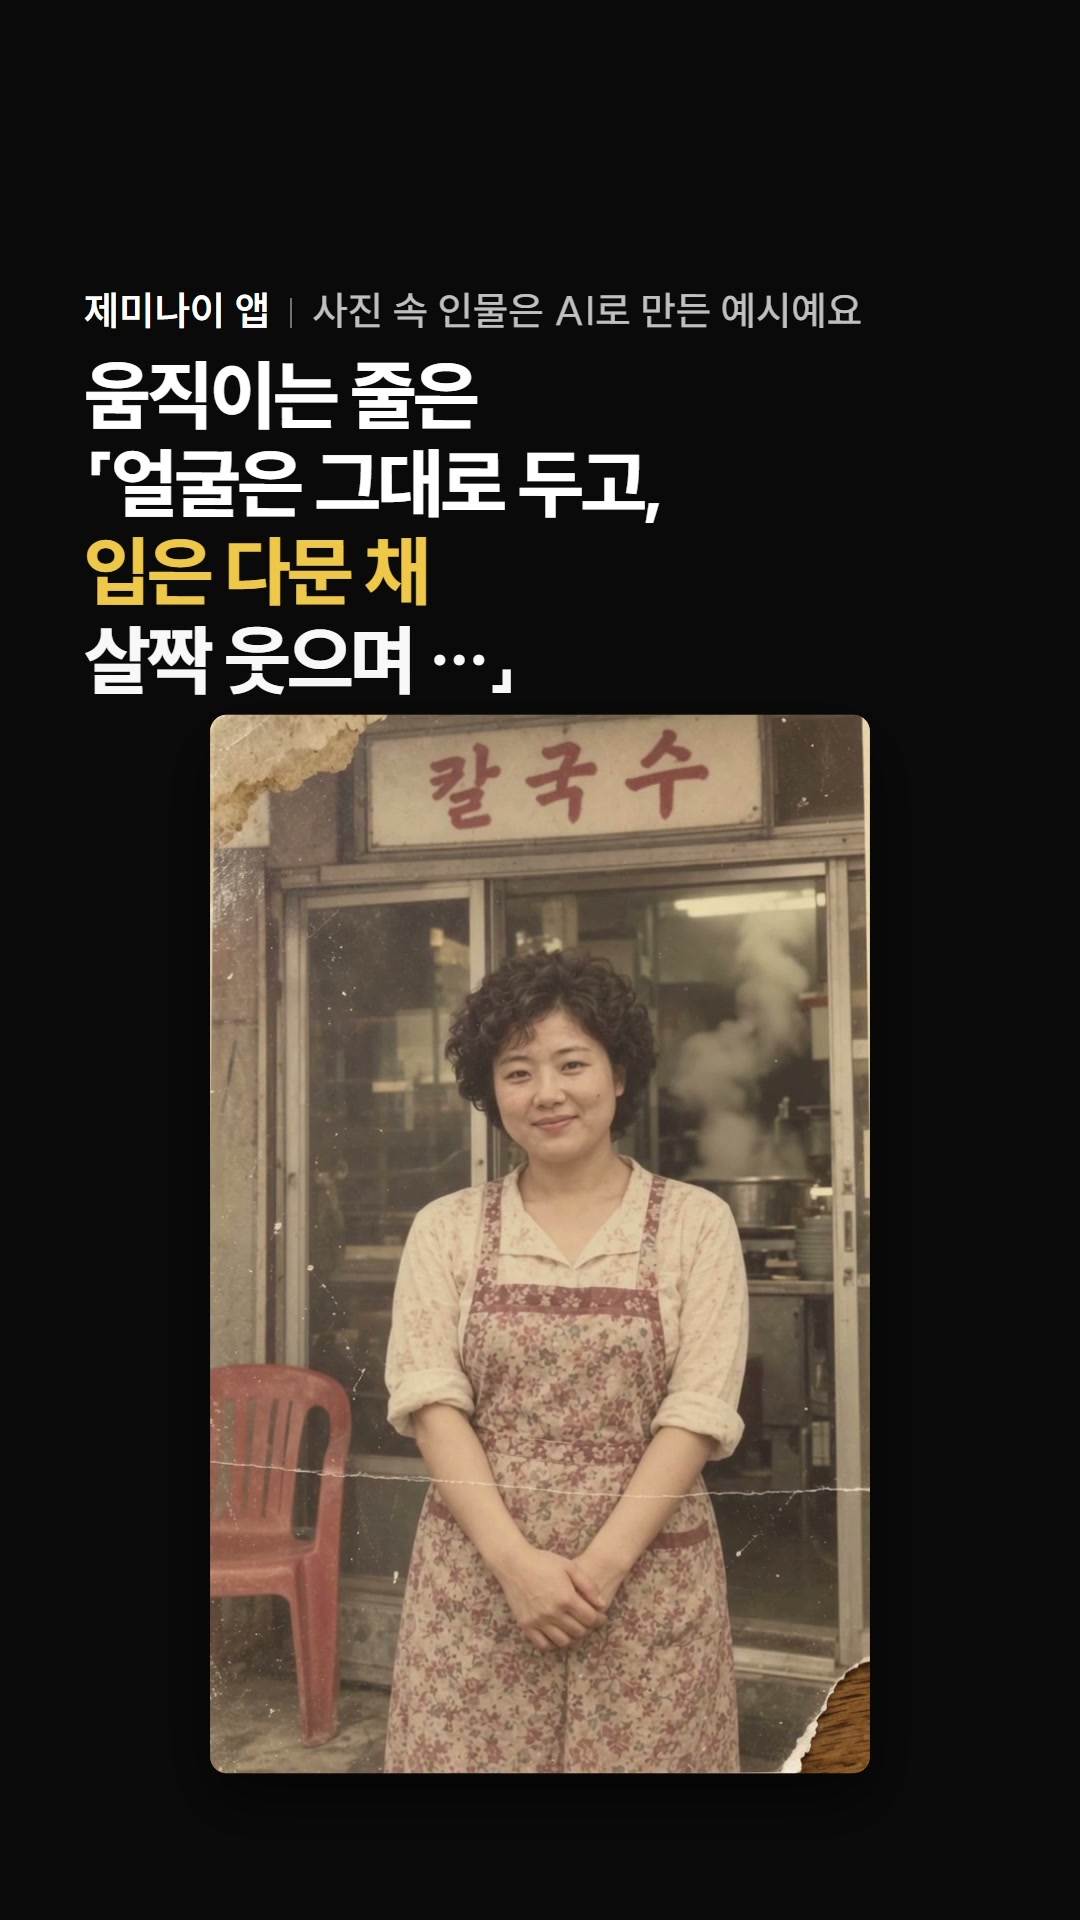 제미나이 앱 | 사진 속 인물은 AI로 만든 예시예요
움직이는 줄은
「얼굴은 그대로 두고,
입은 다문 채
살짝 웃으며 …」
칼국수